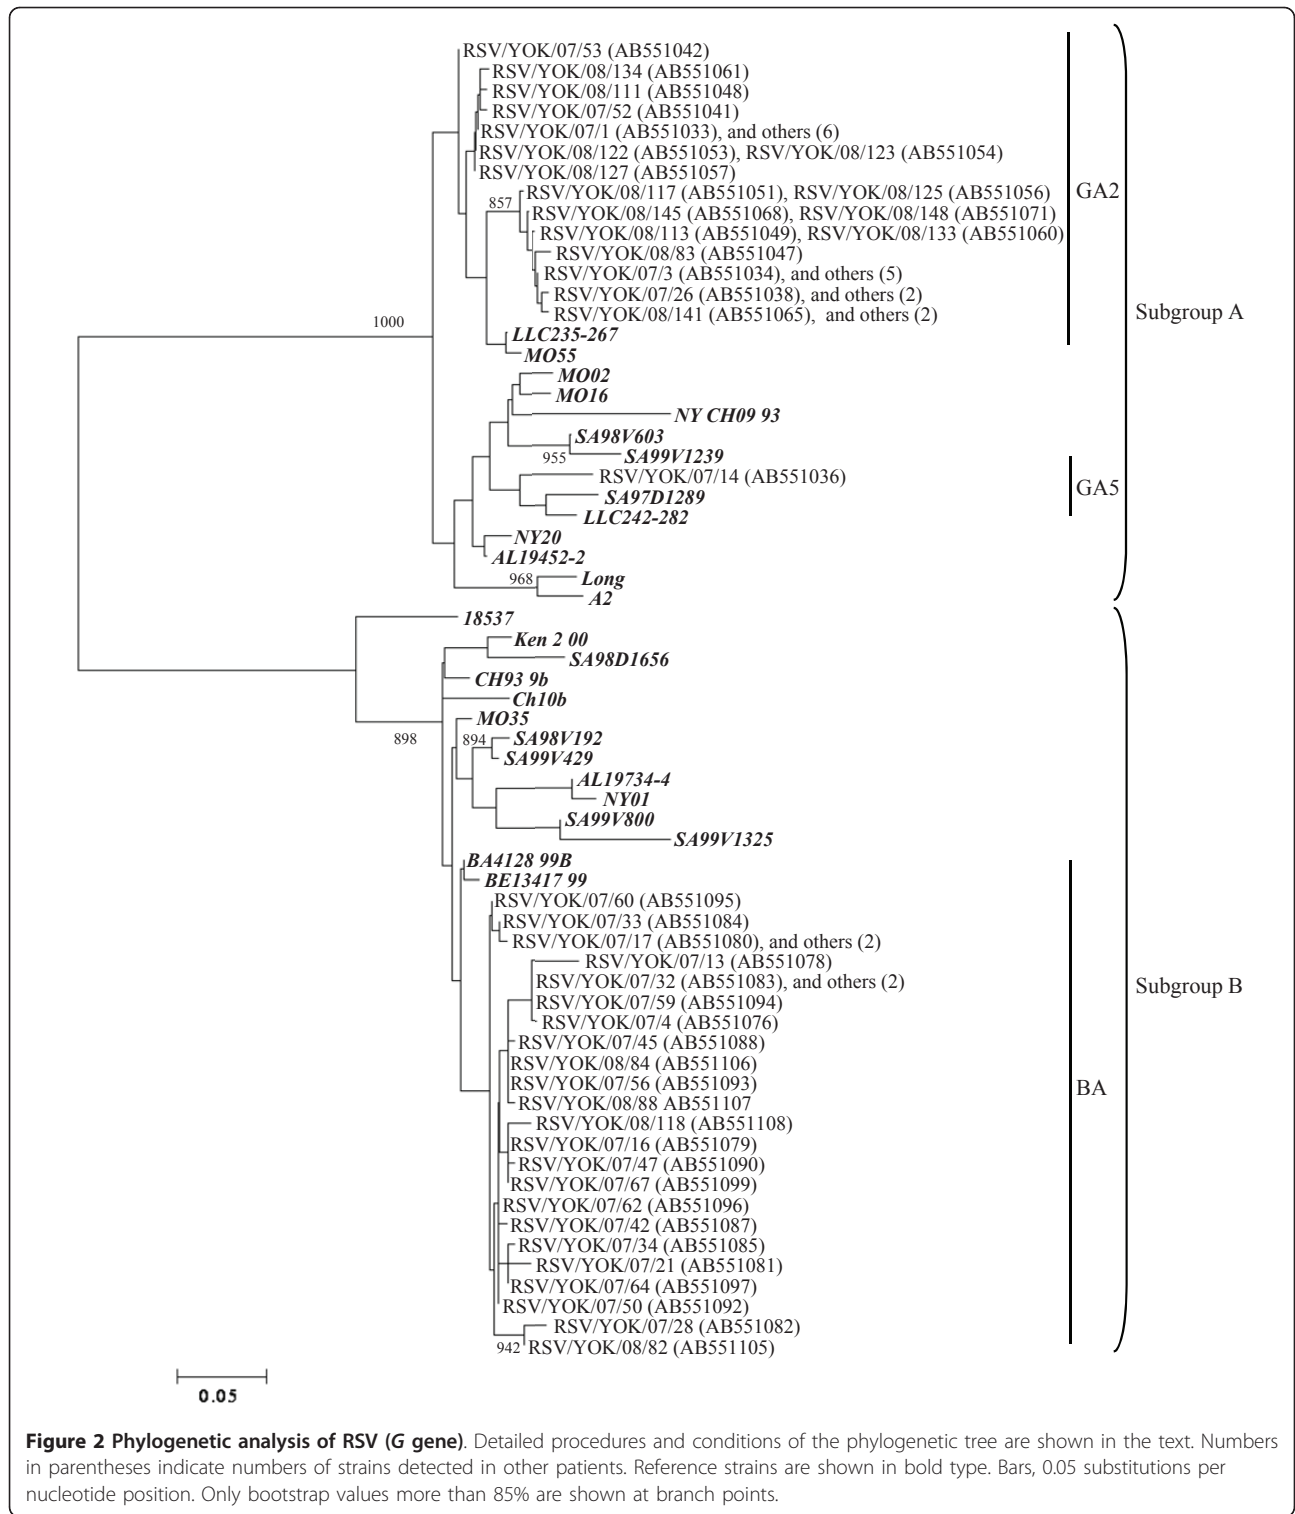 RSV/YOK/07/53 (AB551042)
RSV/YOK/08/134 (AB551061)
RSV/YOK/08/111 (AB551048)
RSV/YOK/07/52 (AB551041)
RSV/YOK/07/1 (AB551033), and others (6)
RSV/YOK/08/122 (AB551053), RSV/YOK/08/123 (AB551054)
RSV/YOK/08/127 (AB551057)
857 RSV/YOK/08/117 (AB551051), RSV/YOK/08/125 (AB551056)
GA2
RSV/YOK/08/145 (AB551068), RSV/YOK/08/148 (AB551071)
RSV/YOK/08/113 (AB551049), RSV/YOK/08/133 (AB551060)
RSV/YOK/08/83 (AB551047)
RSV/YOK/07/3 (AB551034), and others (5)
RSV/YOK/07/26 (AB551038), and others (2)
RSV/YOK/08/141 (AB551065), and others (2)
Subgroup A
1000
LLC235-267
MO55
MO02
MO16
NY CH09 93
SA98V603
955 SA99V1239
RSV/YOK/07/14 (AB551036)
GA5
SA97D1289
LLC242-282
NY20
AL19452-2
968 Long
A2
18537
Ken 2 00
SA98D1656
CH93 9b
Ch10b
MO35
898
894 SA98V192
SA99V429
AL19734-4
NY01
SA99V800
SA99V1325
BA4128 99B
BE13417 99
RSV/YOK/07/60 (AB551095)
RSV/YOK/07/33 (AB551084)
RSV/YOK/07/17 (AB551080), and others (2)
RSV/YOK/07/13 (AB551078)
RSV/YOK/07/32 (AB551083), and others (2)
Subgroup B
RSV/YOK/07/59 (AB551094)
RSV/YOK/07/4 (AB551076)
RSV/YOK/07/45 (AB551088)
RSV/YOK/08/84 (AB551106)
RSV/YOK/07/56 (AB551093)
BA
RSV/YOK/08/88 AB551107
RSV/YOK/08/118 (AB551108)
RSV/YOK/07/16 (AB551079)
RSV/YOK/07/47 (AB551090)
RSV/YOK/07/67 (AB551099)
RSV/YOK/07/62 (AB551096)
RSV/YOK/07/42 (AB551087)
RSV/YOK/07/34 (AB551085)
RSV/YOK/07/21 (AB551081)
RSV/YOK/07/64 (AB551097)
RSV/YOK/07/50 (AB551092)
RSV/YOK/07/28 (AB551082)
942 RSV/YOK/08/82 (AB551105)
0.05
Figure 2 Phylogenetic analysis of RSV (G gene). Detailed procedures and conditions of the phylogenetic tree are shown in the text. Numbers
in parentheses indicate numbers of strains detected in other patients. Reference strains are shown in bold type. Bars, 0.05 substitutions per
nucleotide position. Only bootstrap values more than 85% are shown at branch points.